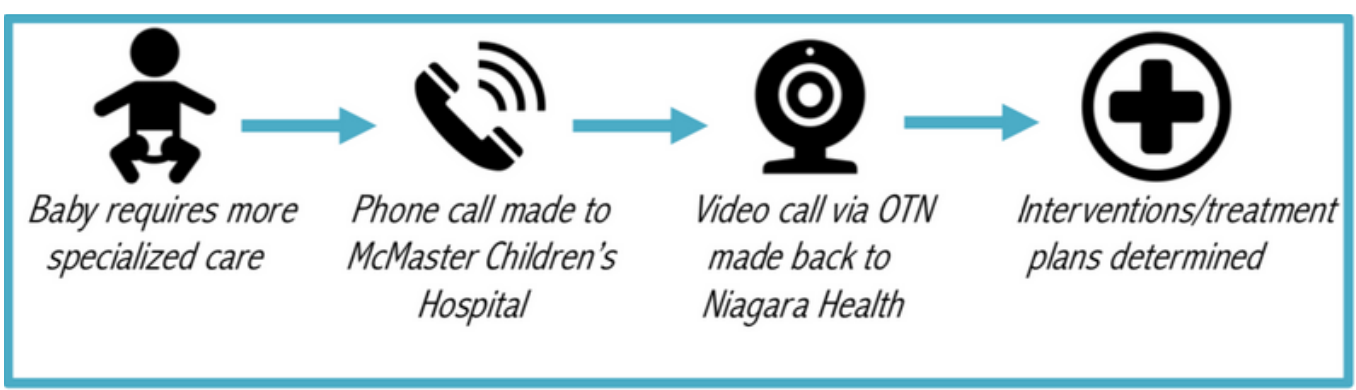 Baby requires more
specialized care
Phone call made to
McMaster Children's
Hospital
Video call via OTN
made back to
Niagara Health
Interventions/treatment
plans determined